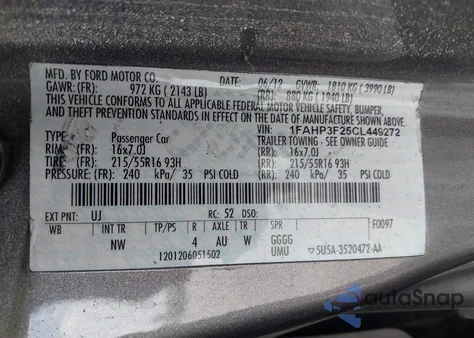 MFD. BY FORD MOTOR CO. DATE: 06/12 GVWR: 1810 KG ( 3990 LB)
GAWR: (FR): 972 KG ( 2143 LB) (RR): 880 KG ( 1940 LB)
THIS VEHICLE CONFORMS TO ALL APPLICABLE FEDERAL MOTOR VEHICLE SAFETY, BUMPER,
AND THEFT PREVENTION STANDARDS IN EFFECT ON THE DATE OF MANUFACTURE SHOWN ABOVE.
VIN: 1FAHP3F25CL449272
TYPE: Passenger Car TRAILER TOWING - SEE OWNER GUIDE
RIM: (FR): 16x7.0J (RR): 16x7.0J
TIRE: (FR): 215/55R16 93H (RR): 215/55R16 93H
PRESSURE: (FR): 240 kPa/ 35 PSI COLD (RR): 240 kPa/ 35 PSI COLD
EXT PNT: UJ RC: 52 DSO: F0097
WB INT TR TP/PS R AXLE TR SPR
NW 4 AU W GGGG
UMU ▽5U5A-3520472-AA
1201206051502
autaSnap